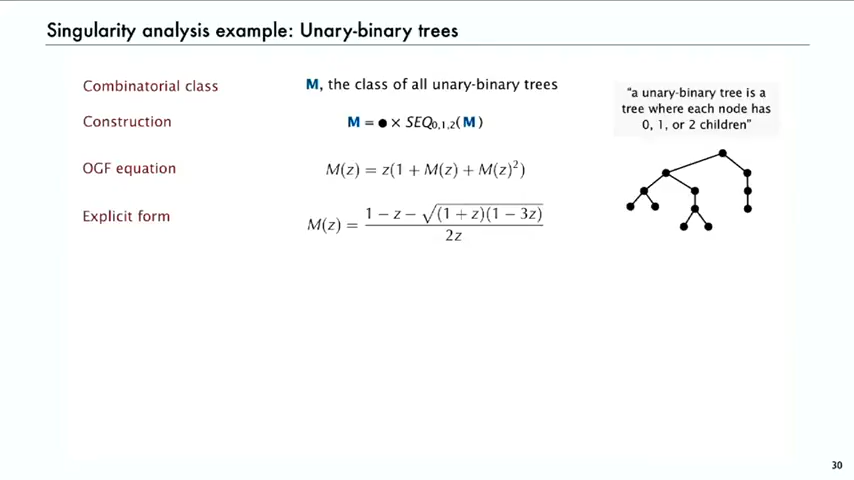 Singularity analysis example: Unary-binary trees
Combinatorial class
M, the class of all unary-binary trees
"a unary-binary tree is a
tree where each node has
0, 1, or 2 children"
Construction
M = ● × SEQ₀,₁,₂( M )
OGF equation
M(z) = z(1 + M(z) + M(z)²)
Explicit form
M(z) = (1 − z − √((1 + z)(1 − 3z))) / 2z
30